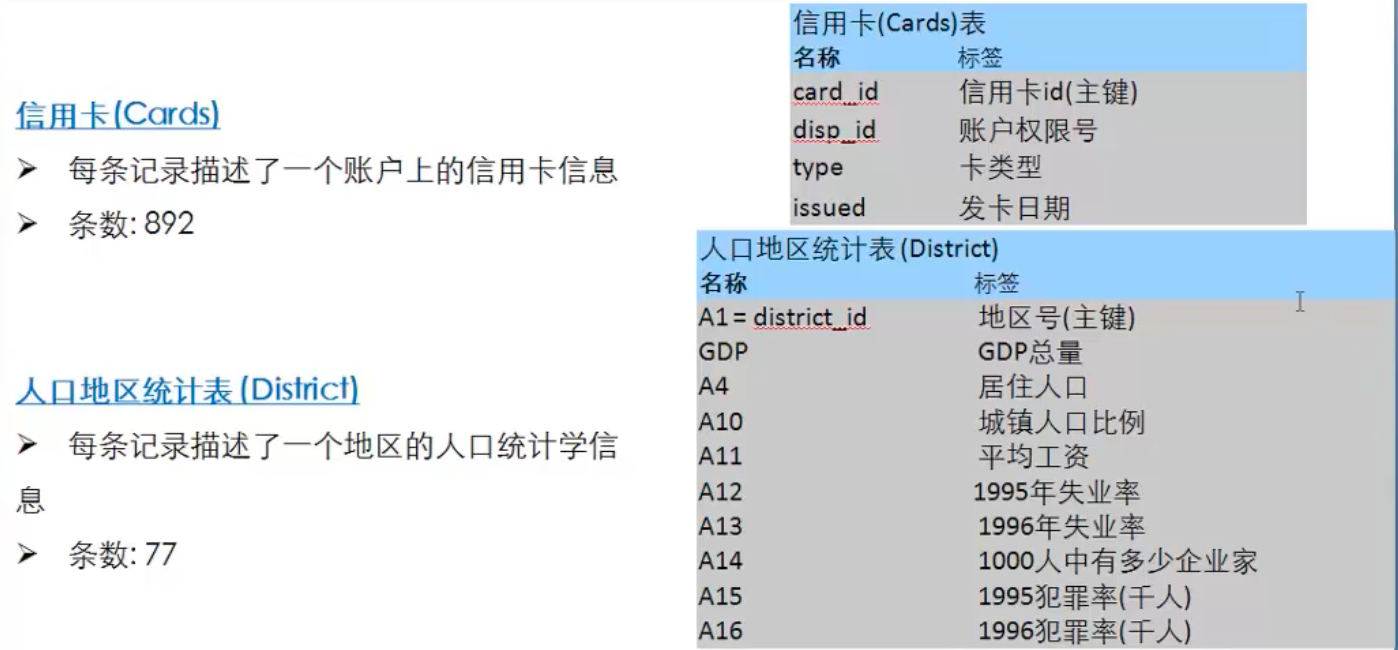 信用卡(Cards)
➢ 每条记录描述了一个账户上的信用卡信息
➢ 条数: 892
人口地区统计表(District)
➢ 每条记录描述了一个地区的人口统计学信
息
➢ 条数: 77
信用卡(Cards)表
名称 标签
card_id 信用卡id(主键)
disp_id 账户权限号
type 卡类型
issued 发卡日期
人口地区统计表(District)
名称 标签
A1 = district_id 地区号(主键)
GDP GDP总量
A4 居住人口
A10 城镇人口比例
A11 平均工资
A12 1995年失业率
A13 1996年失业率
A14 1000人中有多少企业家
A15 1995犯罪率(千人)
A16 1996犯罪率(千人)